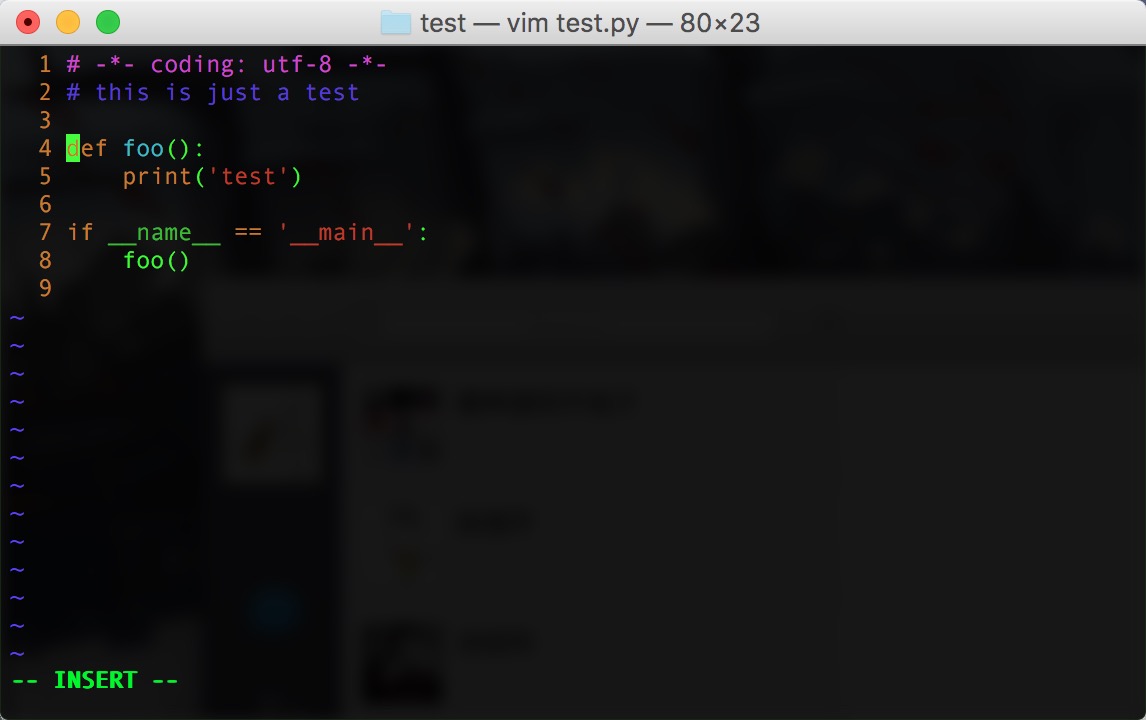 test — vim test.py — 80×23
1 # -*- coding: utf-8 -*-
2 # this is just a test
3
4 def foo():
5     print('test')
6
7 if __name__ == '__main__':
8     foo()
9
~
~
~
~
~
~
~
~
~
~
~
~
~
-- INSERT --